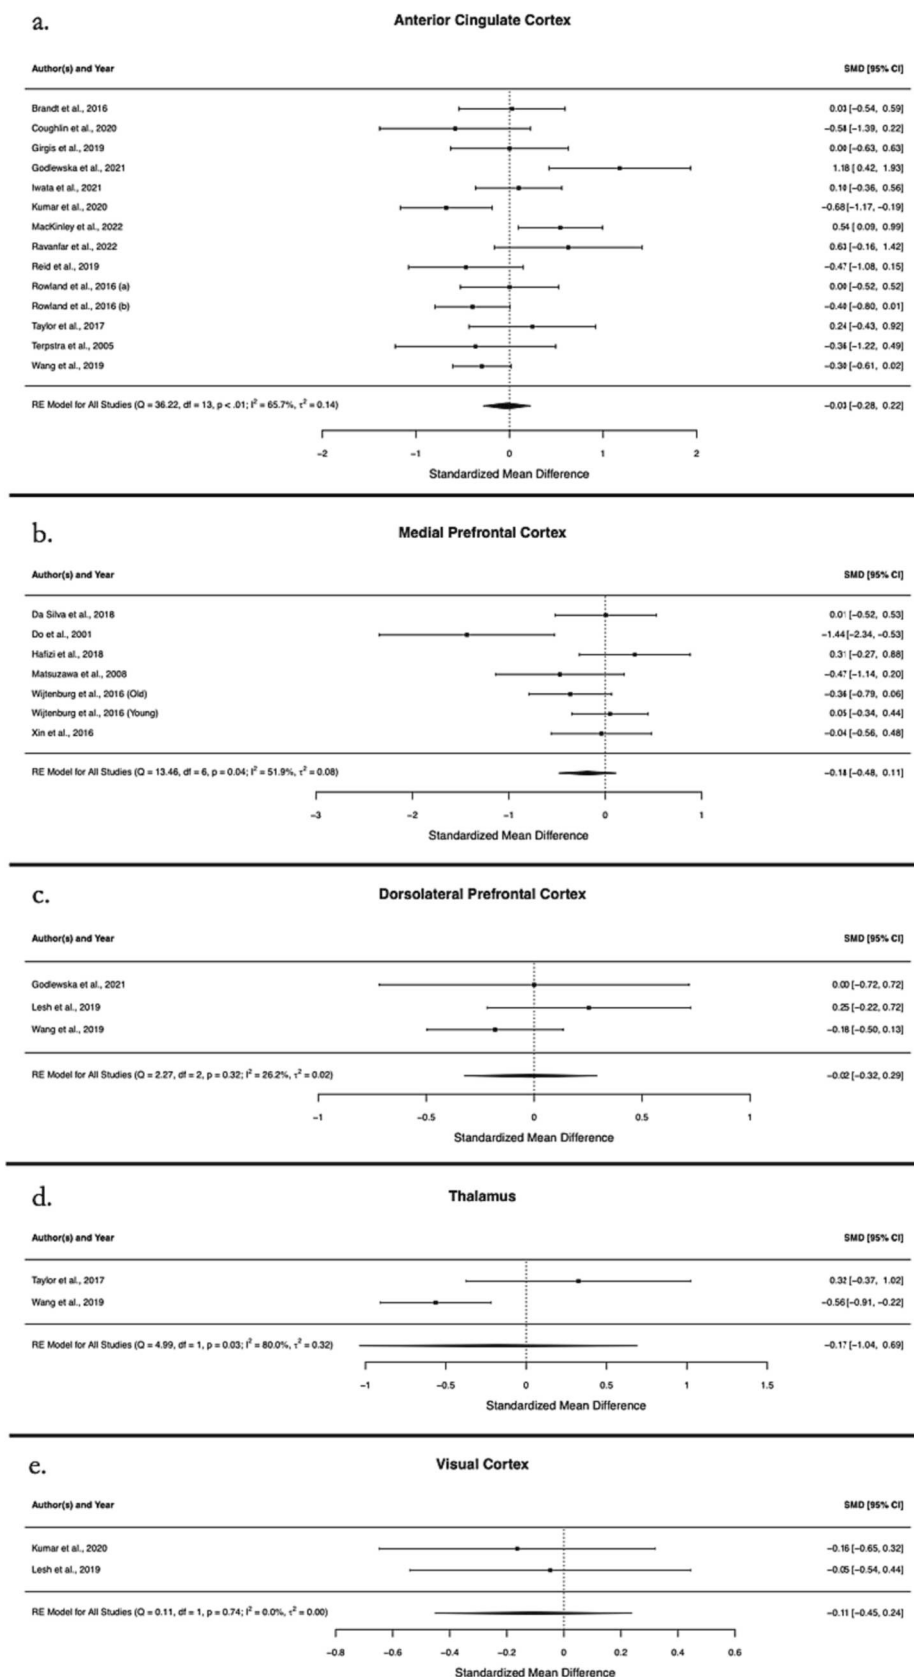 a.
Anterior Cingulate Cortex
Author(s) and Year SMD [95% CI]
Brandt et al., 2016 0.03 [−0.54, 0.59]
Coughlin et al., 2020 −0.58 [−1.39, 0.22]
Girgis et al., 2019 0.00 [−0.63, 0.63]
Godlewska et al., 2021 1.18 [ 0.42, 1.93]
Iwata et al., 2021 0.10 [−0.36, 0.56]
Kumar et al., 2020 −0.68 [−1.17, −0.19]
MacKinley et al., 2022 0.54 [ 0.09, 0.99]
Ravanfar et al., 2022 0.63 [−0.16, 1.42]
Reid et al., 2019 −0.47 [−1.08, 0.15]
Rowland et al., 2016 (a) 0.00 [−0.52, 0.52]
Rowland et al., 2016 (b) −0.40 [−0.80, 0.01]
Taylor et al., 2017 0.24 [−0.43, 0.92]
Terpstra et al., 2005 −0.36 [−1.22, 0.49]
Wang et al., 2019 −0.30 [−0.61, 0.02]
RE Model for All Studies (Q = 36.22, df = 13, p < .01; I² = 65.7%, τ² = 0.14) −0.03 [−0.28, 0.22]
−2 −1 0 1 2
Standardized Mean Difference
b.
Medial Prefrontal Cortex
Author(s) and Year SMD [95% CI]
Da Silva et al., 2018 0.01 [−0.52, 0.53]
Do et al., 2001 −1.44 [−2.34, −0.53]
Hafizi et al., 2018 0.31 [−0.27, 0.88]
Matsuzawa et al., 2008 −0.47 [−1.14, 0.20]
Wijtenburg et al., 2016 (Old) −0.36 [−0.79, 0.06]
Wijtenburg et al., 2016 (Young) 0.05 [−0.34, 0.44]
Xin et al., 2016 −0.04 [−0.56, 0.48]
RE Model for All Studies (Q = 13.46, df = 6, p = 0.04; I² = 51.9%, τ² = 0.08) −0.18 [−0.48, 0.11]
−3 −2 −1 0 1
Standardized Mean Difference
c.
Dorsolateral Prefrontal Cortex
Author(s) and Year SMD [95% CI]
Godlewska et al., 2021 0.00 [−0.72, 0.72]
Lesh et al., 2019 0.25 [−0.22, 0.72]
Wang et al., 2019 −0.18 [−0.50, 0.13]
RE Model for All Studies (Q = 2.27, df = 2, p = 0.32; I² = 26.2%, τ² = 0.02) −0.02 [−0.32, 0.29]
−1 −0.5 0 0.5 1
Standardized Mean Difference
d.
Thalamus
Author(s) and Year SMD [95% CI]
Taylor et al., 2017 0.32 [−0.37, 1.02]
Wang et al., 2019 −0.56 [−0.91, −0.22]
RE Model for All Studies (Q = 4.99, df = 1, p = 0.03; I² = 80.0%, τ² = 0.32) −0.17 [−1.04, 0.69]
−1 −0.5 0 0.5 1 1.5
Standardized Mean Difference
e.
Visual Cortex
Author(s) and Year SMD [95% CI]
Kumar et al., 2020 −0.16 [−0.65, 0.32]
Lesh et al., 2019 −0.05 [−0.54, 0.44]
RE Model for All Studies (Q = 0.11, df = 1, p = 0.74; I² = 0.0%, τ² = 0.00) −0.11 [−0.45, 0.24]
−0.8 −0.6 −0.4 −0.2 0 0.2 0.4 0.6
Standardized Mean Difference